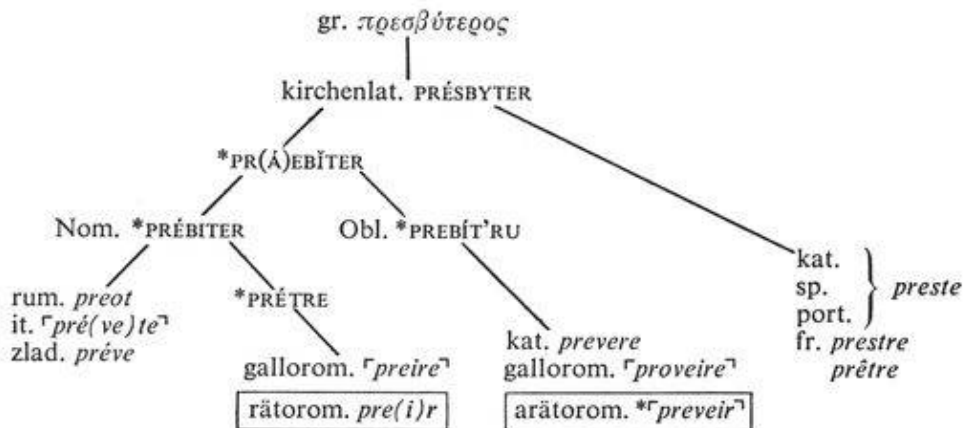 gr. πρεσβύτερος
kirchenlat. PRÉSBYTER
*PR(Á)EBĬTER
Nom. *PRÉBITER Obl. *PREBÍT’RU
kat.
sp. preste
port.
fr. prestre
prêtre
rum. preot
it. ⌜pré(ve)te⌝
zlad. préve
*PRÉTRE
gallorom. ⌜preire⌝
rätorom. pre(i)r
kat. prevere
gallorom. ⌜proveire⌝
arätorom. *⌜preveir⌝